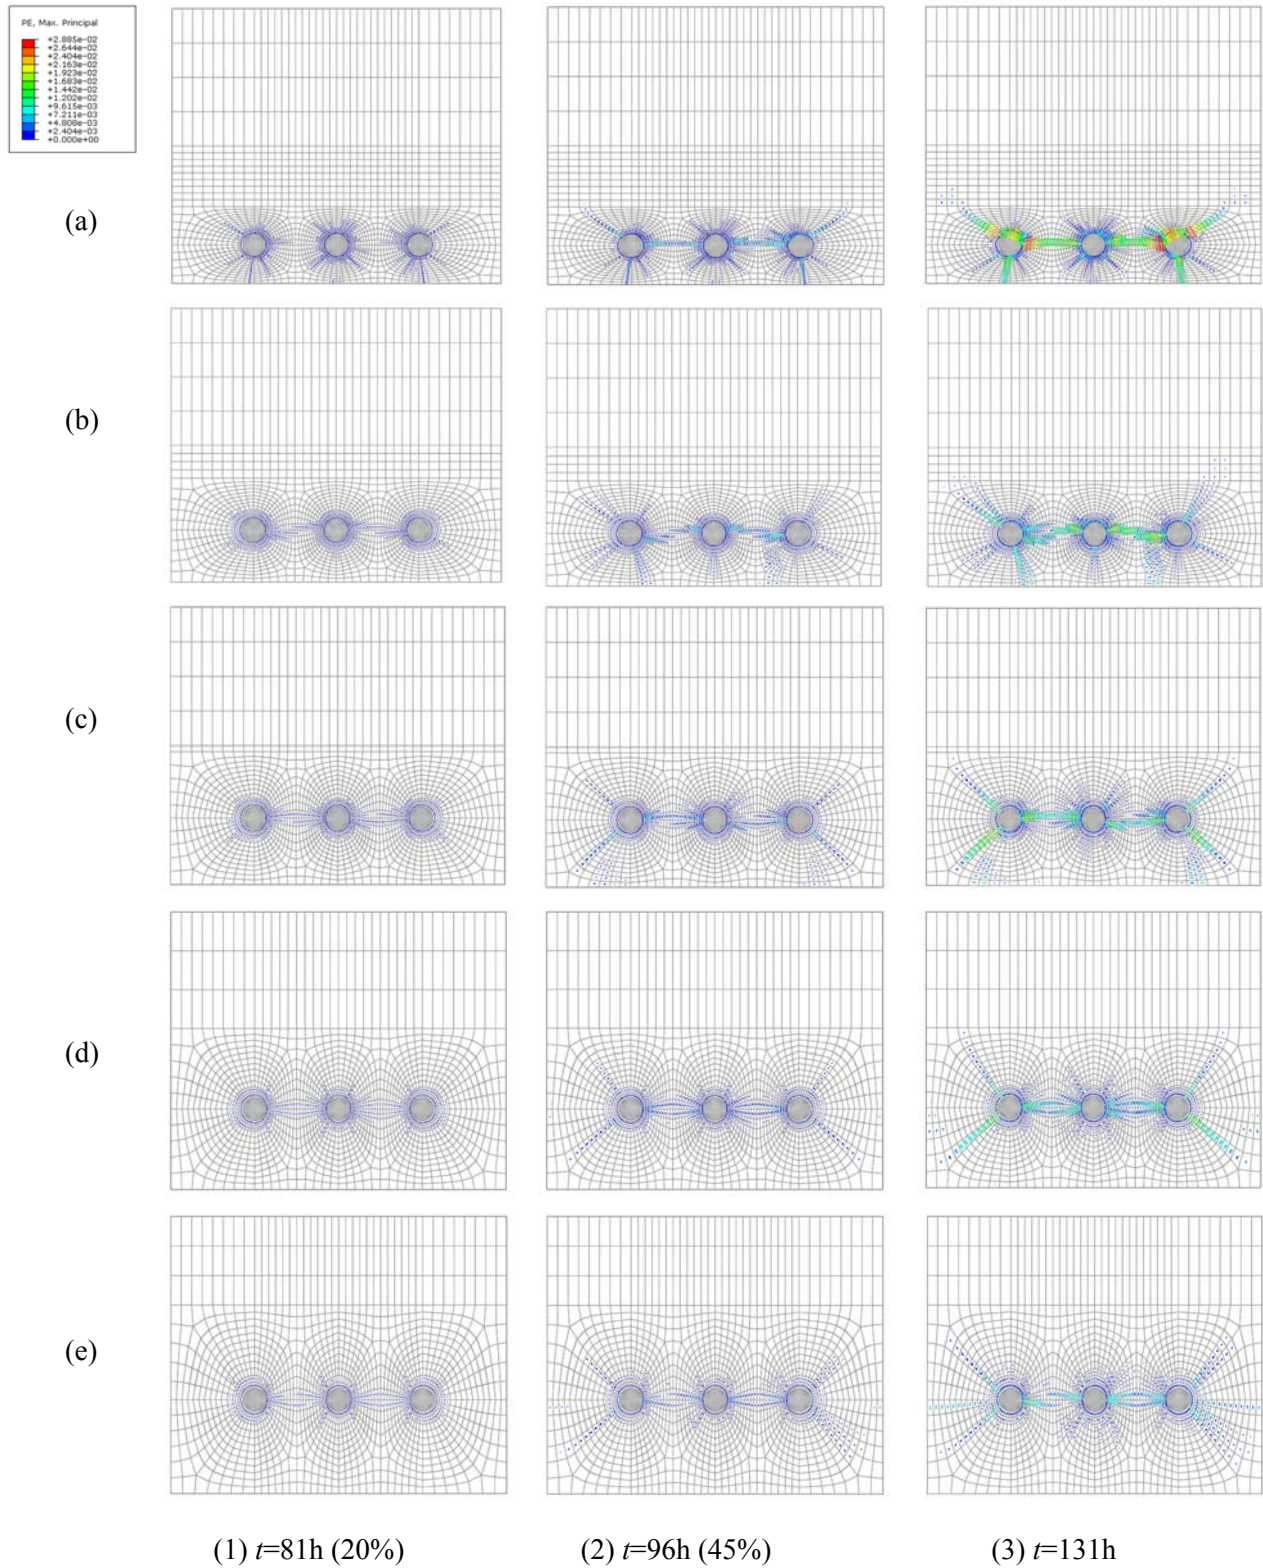 PE, Max. Principal
+2.885e-02
+2.644e-02
+2.404e-02
+2.163e-02
+1.923e-02
+1.683e-02
+1.442e-02
+1.202e-02
+9.615e-03
+7.211e-03
+4.808e-03
+2.404e-03
+0.000e+00
(a)
(b)
(c)
(d)
(e)
(1) t=81h (20%)
(2) t=96h (45%)
(3) t=131h